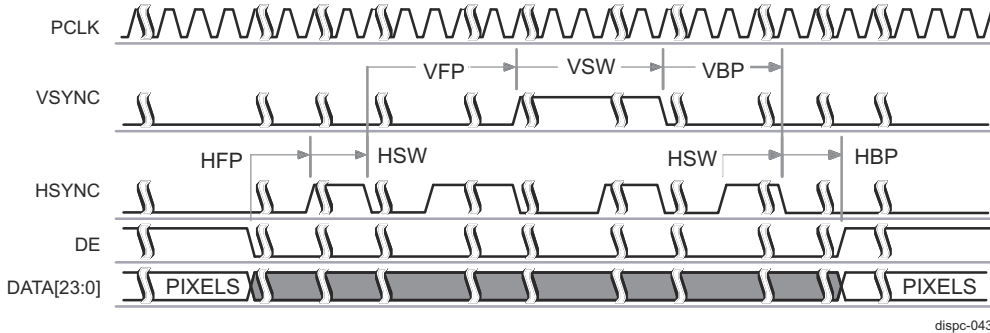 PCLK
VFP
VSW
VBP
VSYNC
HFP
HSW
HSW
HBP
HSYNC
DE
DATA[23:0]
PIXELS
PIXELS
dispc-043